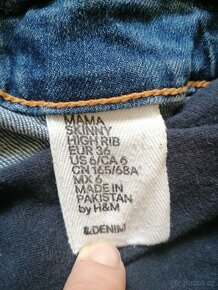 MAMA
SKINNY
HIGH RIB
EUR 36
US 6/CA 6
CN 165/68A
MX 6
MADE IN
PAKISTAN
by H&M
&DENIM